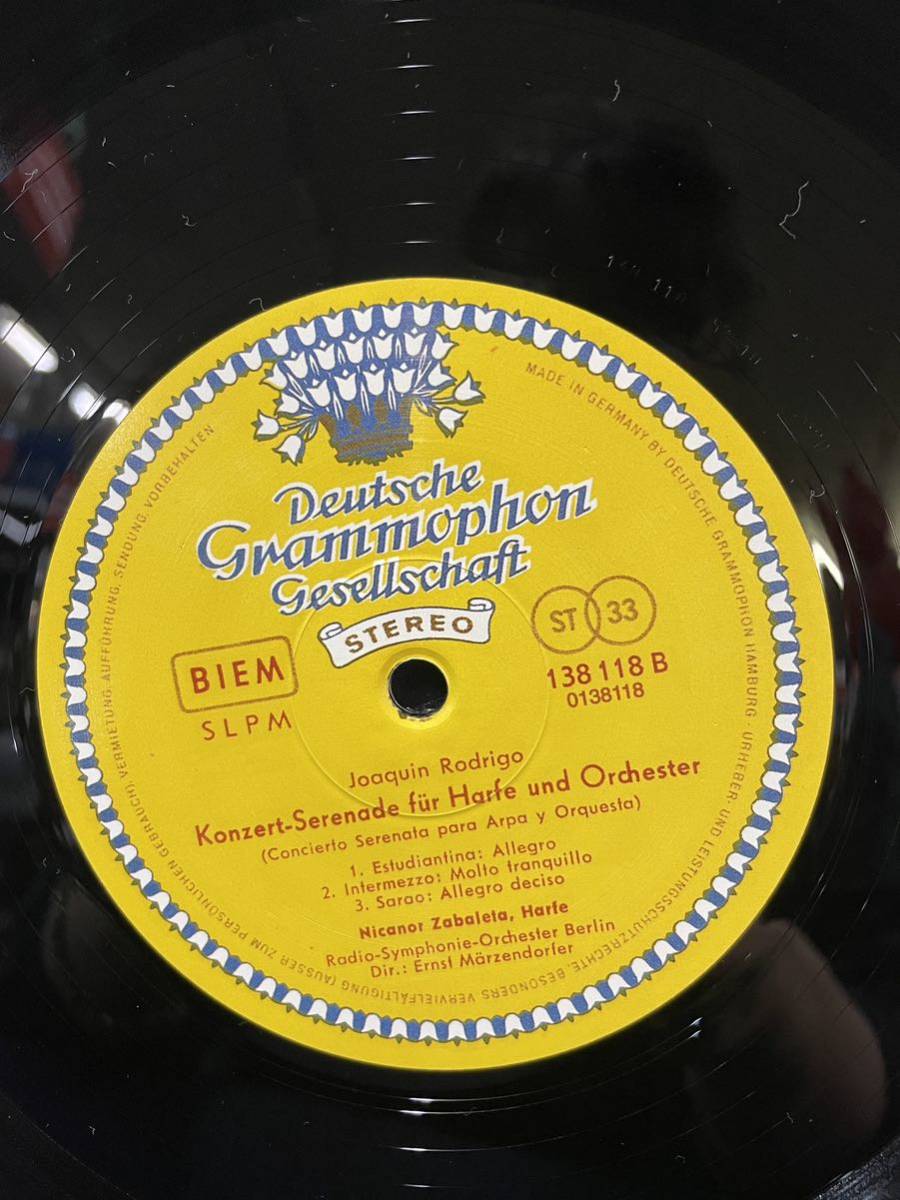 Deutsche
Grammophon
Gesellschaft
STEREO
BIEM
SLPM
ST 33
138 118 B
0138118
Joaquin Rodrigo
Konzert-Serenade für Harfe und Orchester
(Concierto Serenata para Arpa y Orquesta)
1. Estudiantina: Allegro
2. Intermezzo: Molto tranquillo
3. Sarao: Allegro deciso
Nicanor Zabaleta, Harfe
Radio-Symphonie-Orchester Berlin
Dir.: Ernst Märzendorfer
MADE IN GERMANY BY DEUTSCHE GRAMMOPHON HAMBURG · URHEBER- UND LEISTUNGSSCHUTZRECHTE, BESONDERS VERVIELFÄLTIGUNG (AUSSER ZUM PERSÖNLICHEN GEBRAUCH) VERMIETUNG, AUFFÜHRUNG, SENDUNG, VORBEHALTEN